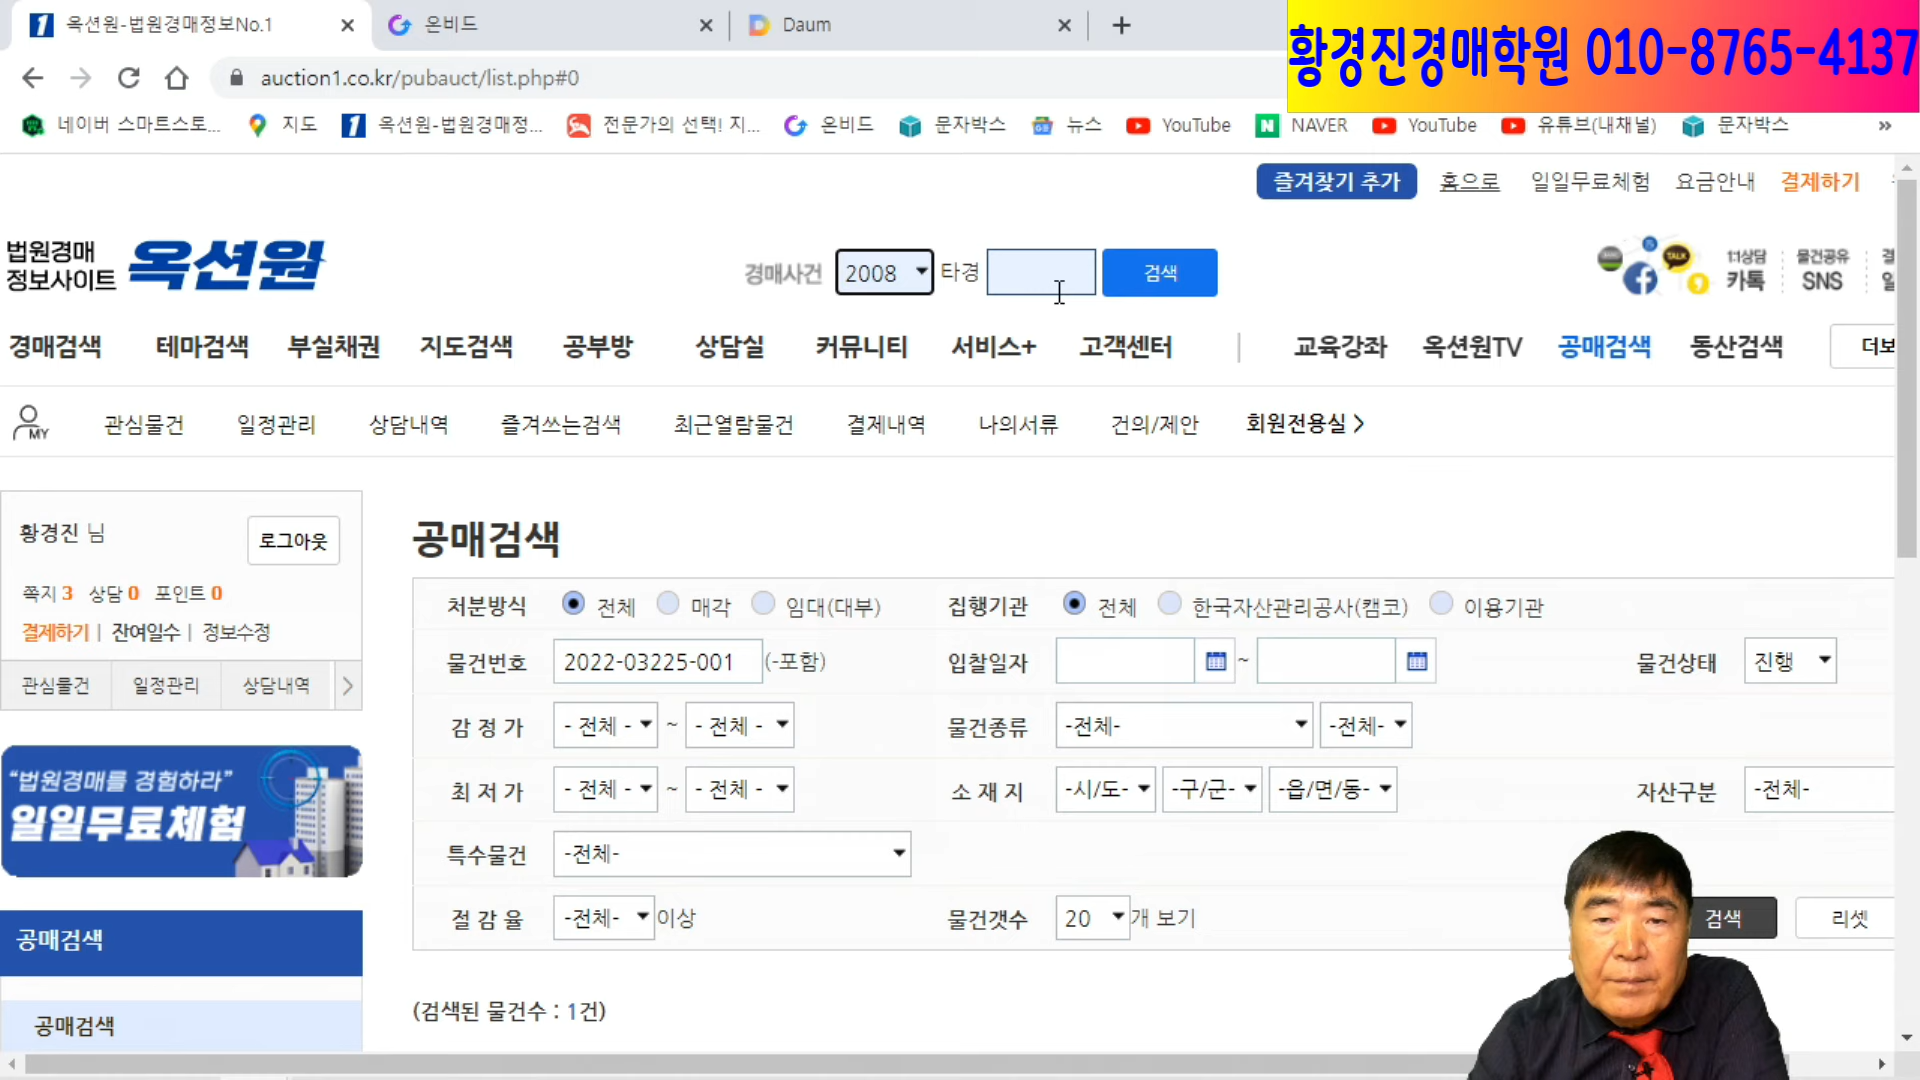 옥션원-법원경매정보No.1
온비드
Daum
황경진경매학원 010-8765-4137
auction1.co.kr/pubauct/list.php#0
네이버 스마트스토...
지도
옥션원-법원경매정...
전문가의 선택! 지...
온비드
문자박스
뉴스
YouTube
NAVER
YouTube
유튜브(내채널)
문자박스
»
즐겨찾기 추가
홈으로
일일무료체험
요금안내
결제하기
법원경매
정보사이트
옥션원
경매사건 2008 타경 검색
TALK
1:1상담
카톡
물건공유
SNS
경매검색 테마검색 부실채권 지도검색 공부방 상담실 커뮤니티 서비스+ 고객센터 | 교육강좌 옥션원TV 공매검색 동산검색 더보
MY 관심물건 일정관리 상담내역 즐겨쓰는검색 최근열람물건 결제내역 나의서류 건의/제안 회원전용실 >
황경진 님 로그아웃
쪽지 3 상담 0 포인트 0
결제하기 | 잔여일수 | 정보수정
관심물건 일정관리 상담내역 >
“법원경매를 경험하라”
일일무료체험
공매검색
공매검색
공매검색
처분방식 전체 매각 임대(대부) 집행기관 전체 한국자산관리공사(캠코) 이용기관
물건번호 2022-03225-001 (-포함) 입찰일자 ~ 물건상태 진행
감 정 가 - 전체 - ~ - 전체 - 물건종류 -전체- -전체-
최 저 가 - 전체 - ~ - 전체 - 소 재 지 -시/도- -구/군- -읍/면/동- 자산구분 -전체-
특수물건 -전체-
절 감 율 -전체- 이상 물건갯수 20 개 보기 검색 리셋
(검색된 물건수 : 1건)